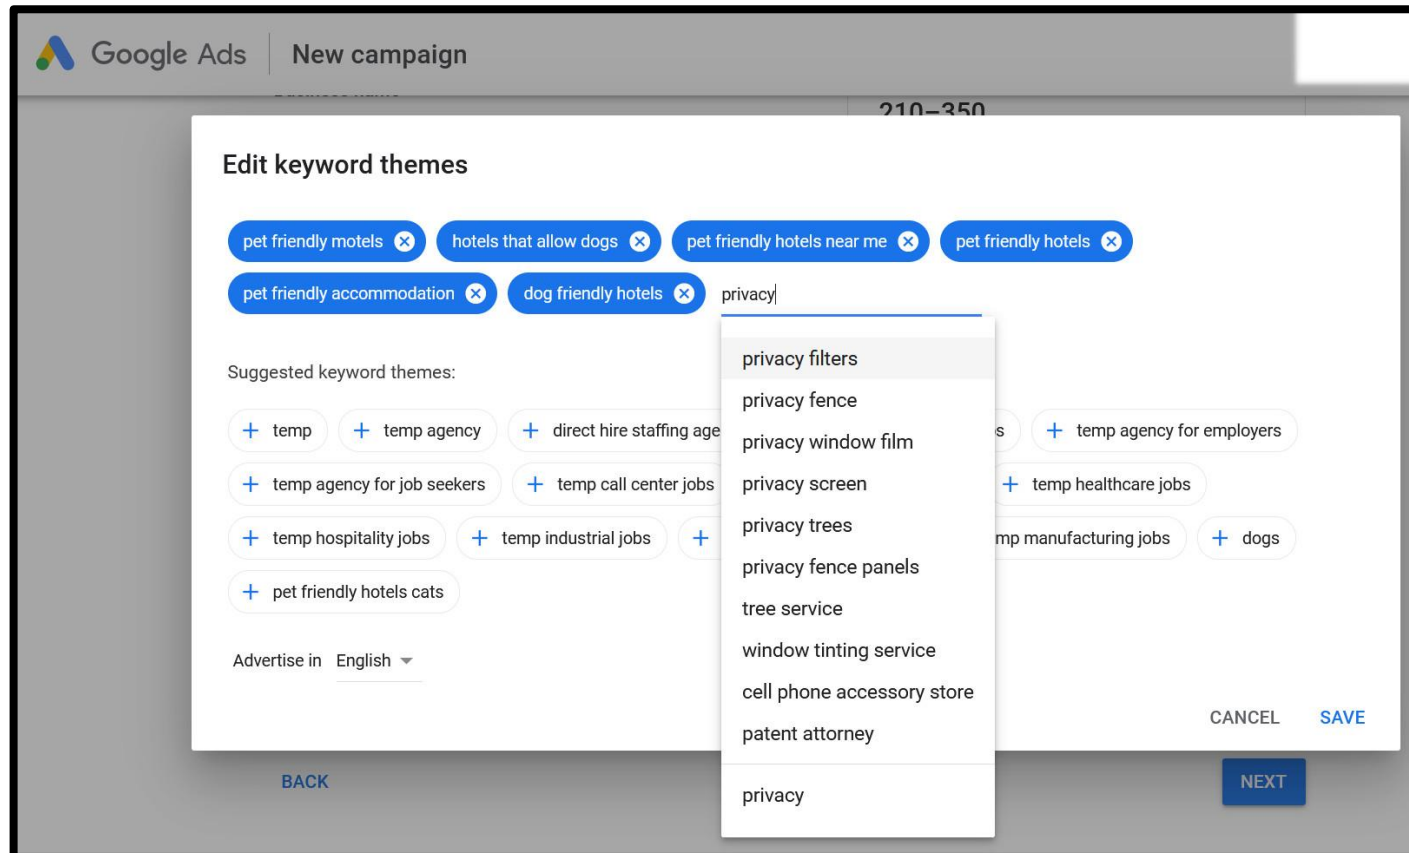 Google Ads New campaign
210–350
Edit keyword themes
pet friendly motels hotels that allow dogs pet friendly hotels near me pet friendly hotels
pet friendly accommodation dog friendly hotels privacy
privacy filters
privacy fence
privacy window film
privacy screen
privacy trees
privacy fence panels
tree service
window tinting service
cell phone accessory store
patent attorney
privacy
Suggested keyword themes:
+ temp + temp agency + direct hire staffing + temp agency for employers
+ temp agency for job seekers + temp call center jobs + temp healthcare jobs
+ temp hospitality jobs + temp industrial jobs + manufacturing jobs + dogs
+ pet friendly hotels cats
Advertise in English
CANCEL SAVE
BACK NEXT